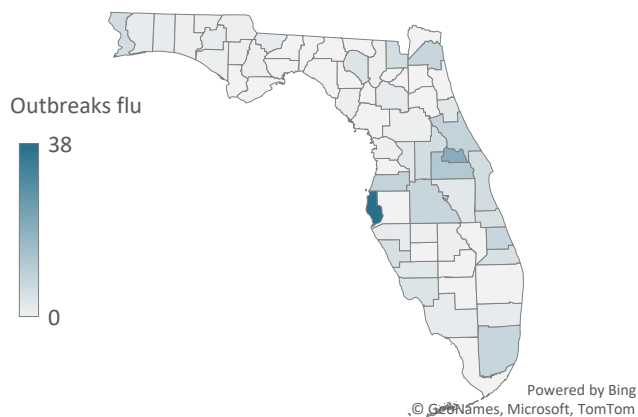 Outbreaks flu
38
0
Powered by Bing
© GeoNames, Microsoft, TomTom